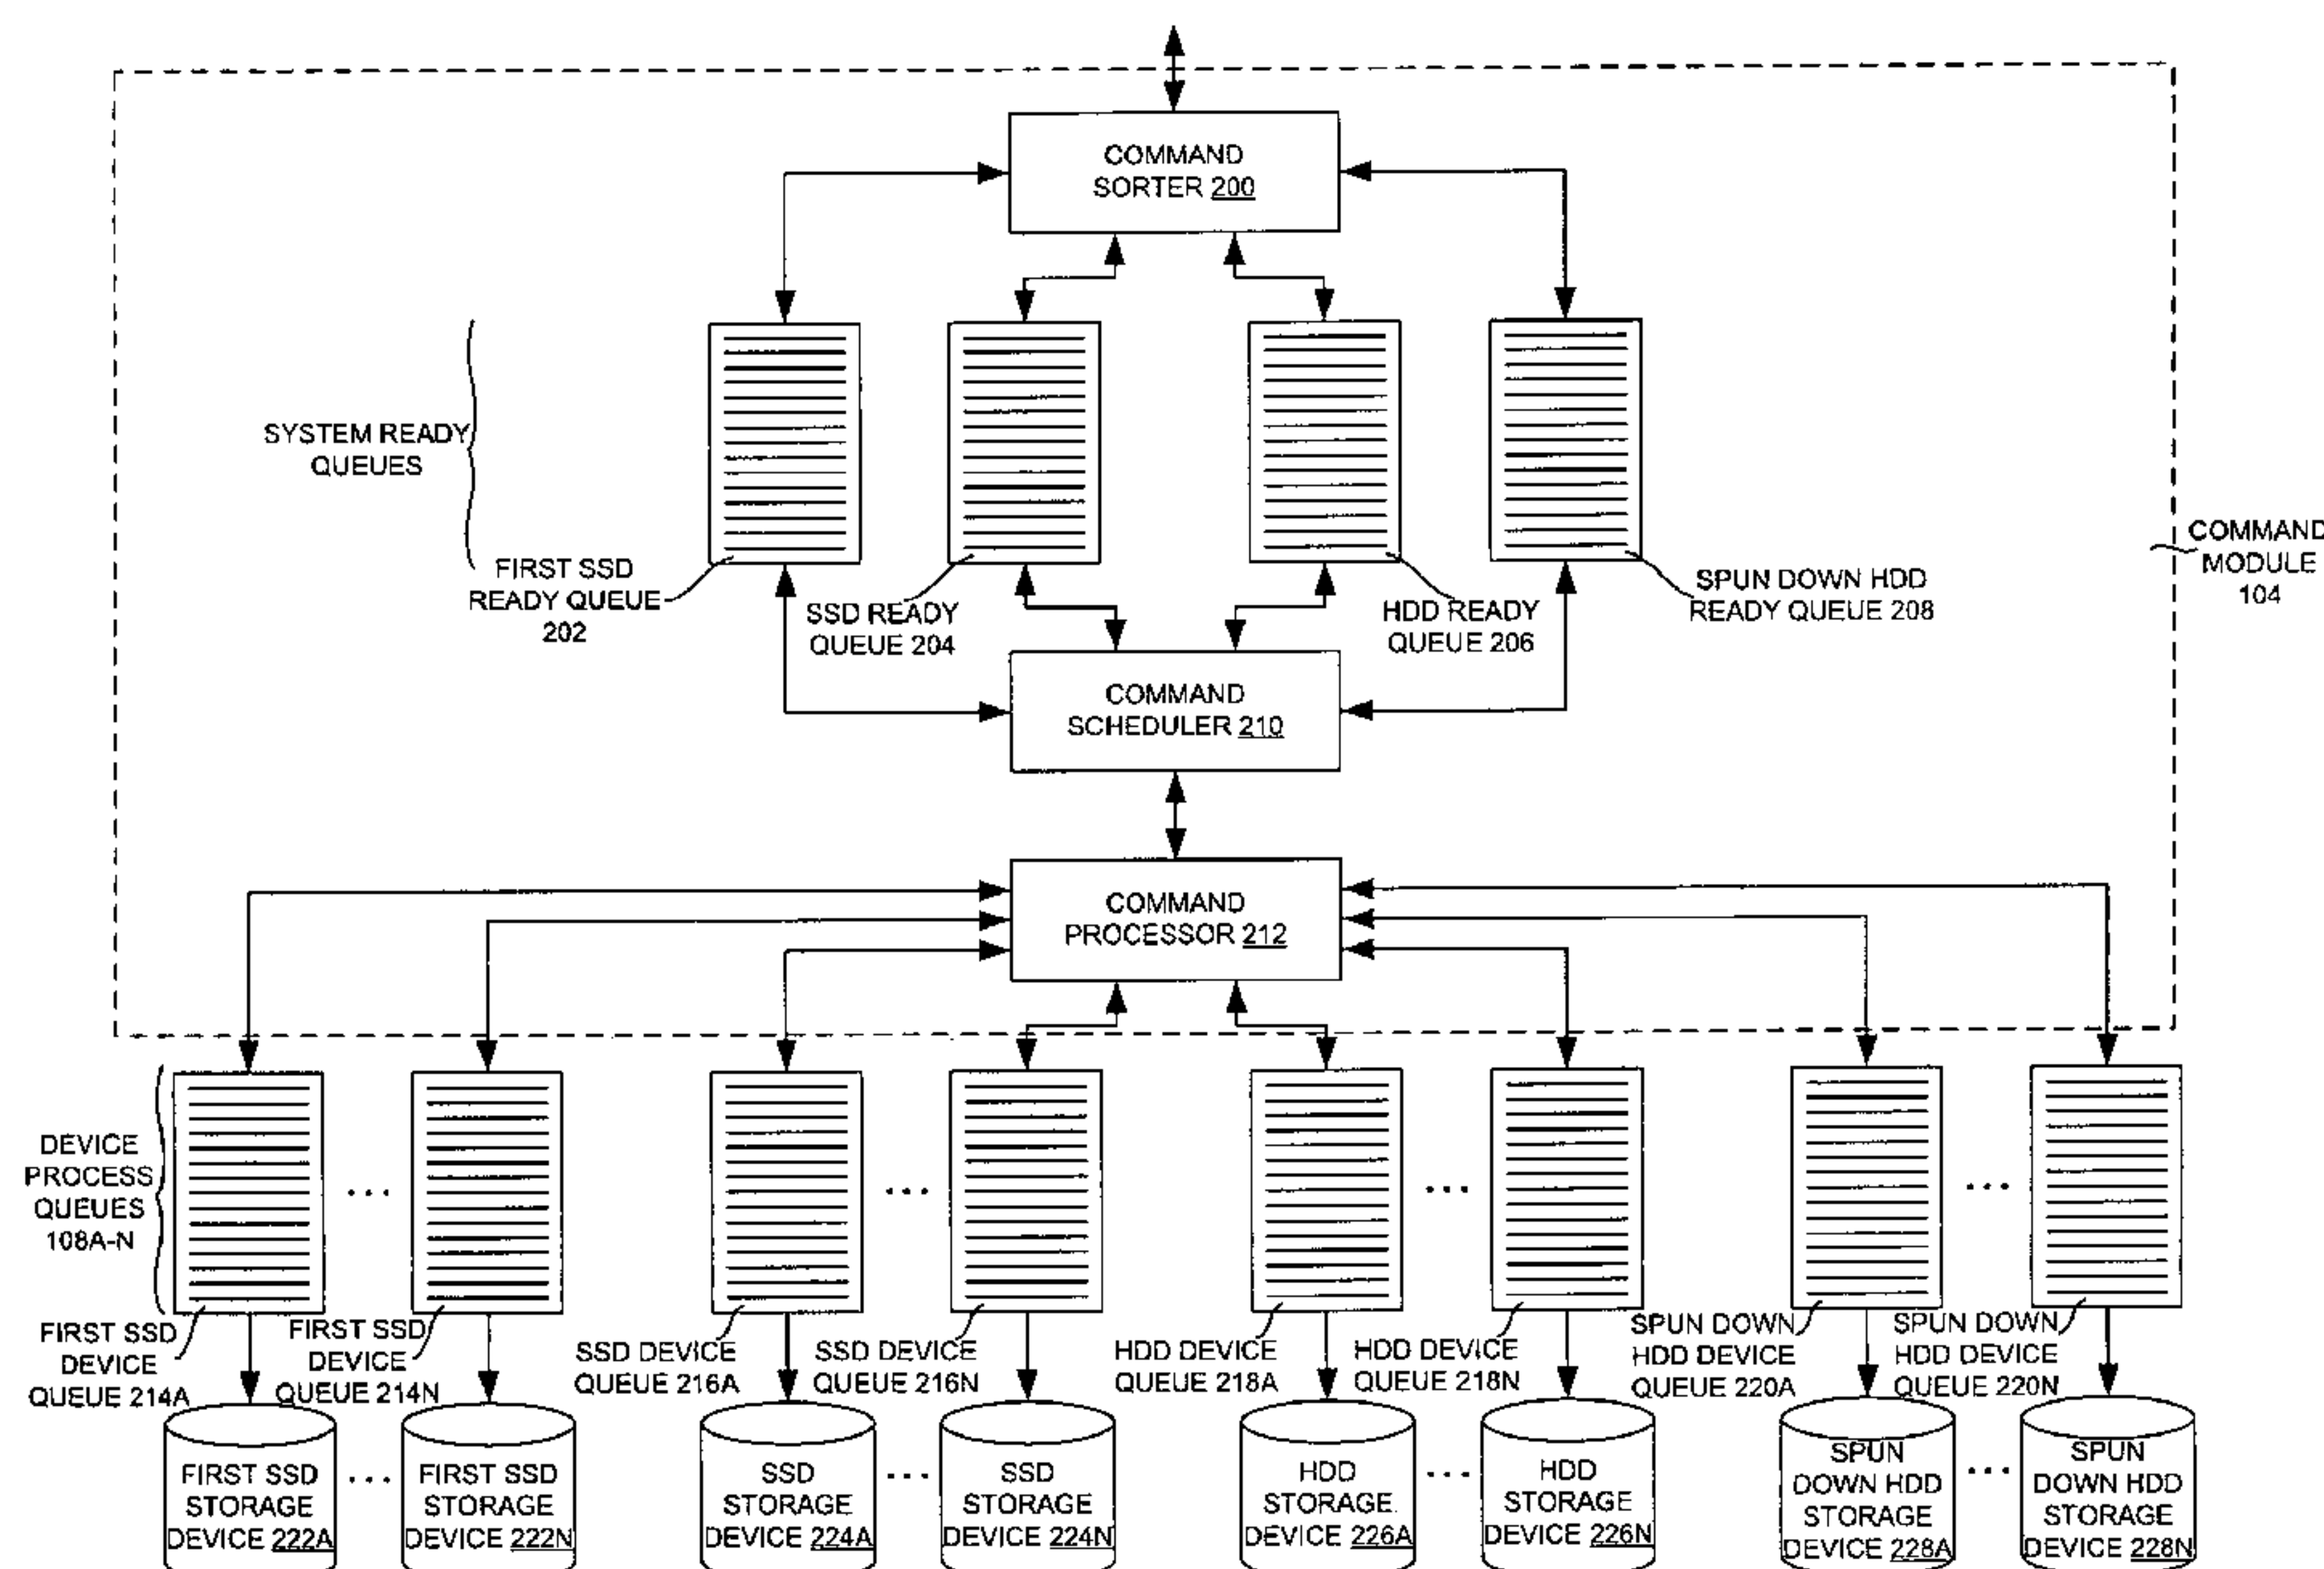 COMMAND
SORTER 200
SYSTEM READY
QUEUES
FIRST SSD
READY QUEUE
202
SSD READY
QUEUE 204
HDD READY
QUEUE 206
SPUN DOWN HDD
READY QUEUE 208
COMMAND
MODULE
104
COMMAND
SCHEDULER 210
COMMAND
PROCESSOR 212
DEVICE
PROCESS
QUEUES
108A-N
...
...
...
...
FIRST SSD
DEVICE
QUEUE 214A
FIRST SSD
DEVICE
QUEUE 214N
SSD DEVICE
QUEUE 216A
SSD DEVICE
QUEUE 216N
HDD DEVICE
QUEUE 218A
HDD DEVICE
QUEUE 218N
SPUN DOWN
HDD DEVICE
QUEUE 220A
SPUN DOWN
HDD DEVICE
QUEUE 220N
FIRST SSD
STORAGE
DEVICE 222A
...
FIRST SSD
STORAGE
DEVICE 222N
SSD
STORAGE
DEVICE 224A
...
SSD
STORAGE
DEVICE 224N
HDD
STORAGE
DEVICE 226A
...
HDD
STORAGE
DEVICE 226N
SPUN
DOWN HDD
STORAGE
DEVICE 228A
...
SPUN
DOWN HDD
STORAGE
DEVICE 228N